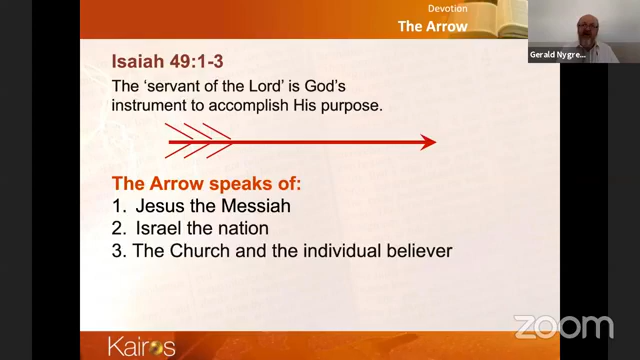 Devotion
The Arrow
Gerald Nygre...
Isaiah 49:1-3
The ‘servant of the Lord’ is God’s
instrument to accomplish His purpose.
The Arrow speaks of:
1. Jesus the Messiah
2. Israel the nation
3. The Church and the individual believer
zoom
Kairos